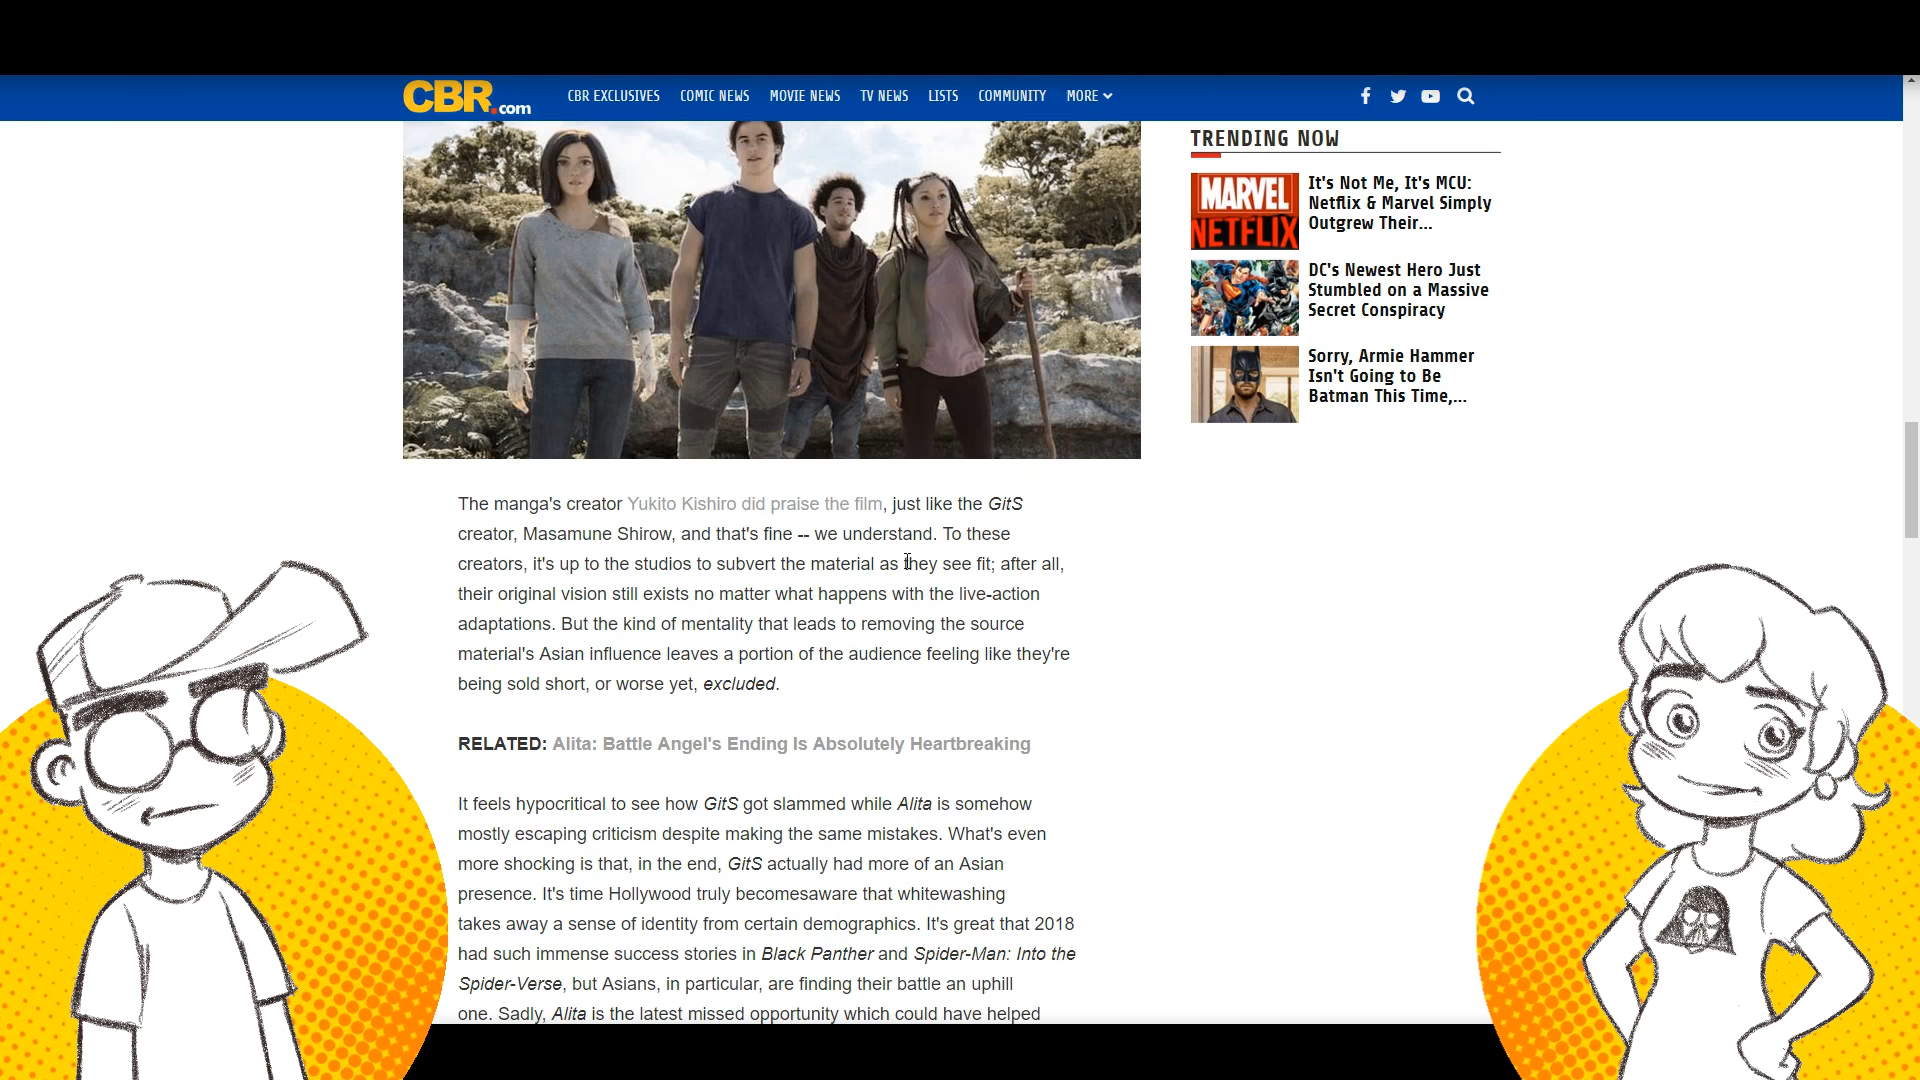 CBR.com
CBR EXCLUSIVES COMIC NEWS MOVIE NEWS TV NEWS LISTS COMMUNITY MORE
TRENDING NOW
MARVEL
NETFLIX
It's Not Me, It's MCU:
Netflix & Marvel Simply
Outgrew Their...
DC's Newest Hero Just
Stumbled on a Massive
Secret Conspiracy
Sorry, Armie Hammer
Isn't Going to Be
Batman This Time,...
The manga's creator Yukito Kishiro did praise the film, just like the GitS
creator, Masamune Shirow, and that's fine -- we understand. To these
creators, it's up to the studios to subvert the material as they see fit; after all,
their original vision still exists no matter what happens with the live-action
adaptations. But the kind of mentality that leads to removing the source
material's Asian influence leaves a portion of the audience feeling like they're
being sold short, or worse yet, excluded.
RELATED: Alita: Battle Angel's Ending Is Absolutely Heartbreaking
It feels hypocritical to see how GitS got slammed while Alita is somehow
mostly escaping criticism despite making the same mistakes. What's even
more shocking is that, in the end, GitS actually had more of an Asian
presence. It's time Hollywood truly becomesaware that whitewashing
takes away a sense of identity from certain demographics. It's great that 2018
had such immense success stories in Black Panther and Spider-Man: Into the
Spider-Verse, but Asians, in particular, are finding their battle an uphill
one. Sadly, Alita is the latest missed opportunity which could have helped